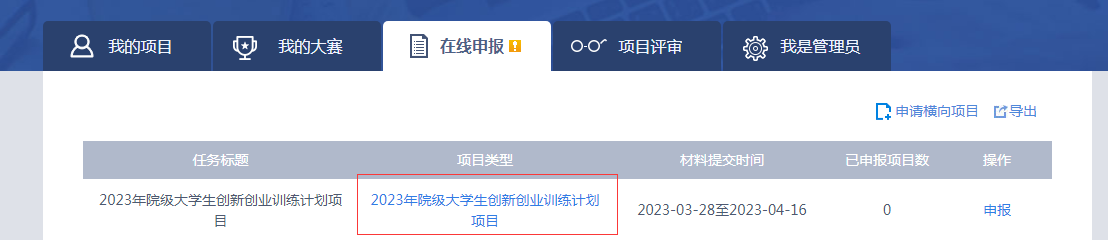 我的项目 我的大赛 在线申报 项目评审 我是管理员
申请横向项目 导出
任务标题 项目类型 材料提交时间 已申报项目数 操作
2023年院级大学生创新创业训练计划项
目
2023年院级大学生创新创业训练计划
项目
2023-03-28至2023-04-16 0 申报